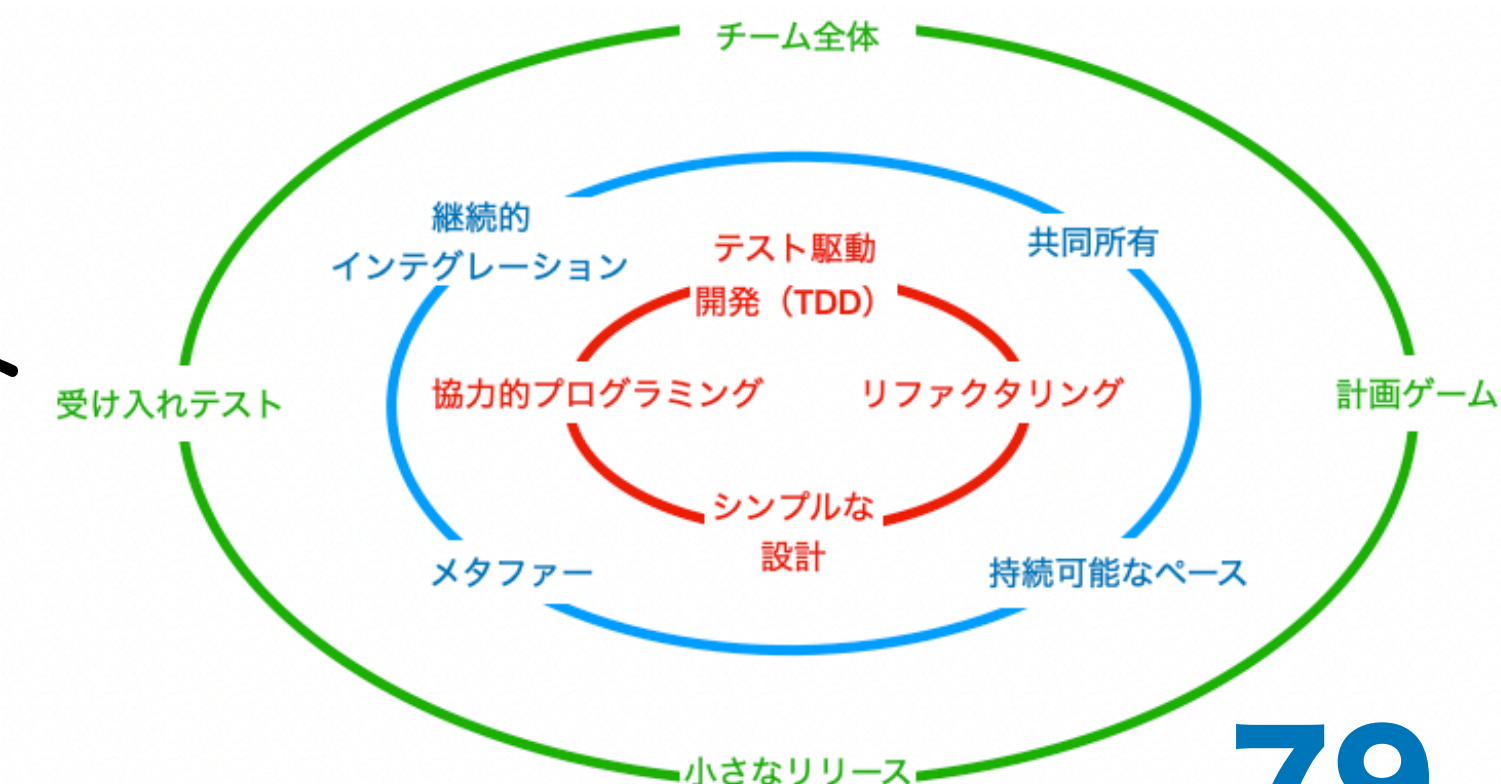 チーム全体
継続的
インテグレーション
共同所有
テスト駆動
開発（TDD）
受け入れテスト
協力的プログラミング
リファクタリング
計画ゲーム
シンプルな
設計
メタファー
持続可能なペース
小さなリリース
79